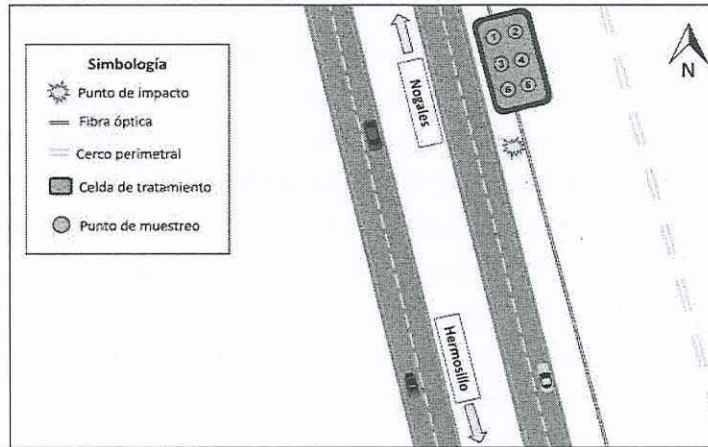 Simbología
Punto de impacto
Fibra óptica
Cerco perimetral
Celda de tratamiento
Punto de muestreo
Nogales
1 2
3 4
6 5
N
Hermosillo